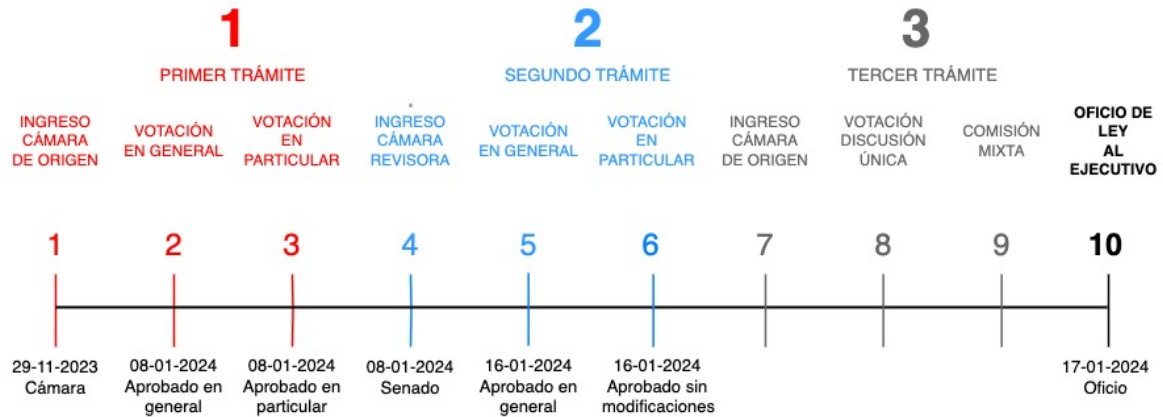 1
PRIMER TRÁMITE
2
SEGUNDO TRÁMITE
3
TERCER TRÁMITE
INGRESO
CÁMARA
DE ORIGEN
VOTACIÓN
EN GENERAL
VOTACIÓN
EN
PARTICULAR
INGRESO
CÁMARA
REVISORA
VOTACIÓN
EN GENERAL
VOTACIÓN
EN
PARTICULAR
INGRESO
CÁMARA
DE ORIGEN
VOTACIÓN
DISCUSIÓN
ÚNICA
COMISIÓN
MIXTA
OFICIO DE
LEY
AL
EJECUTIVO
1
2
3
4
5
6
7
8
9
10
29-11-2023
Cámara
08-01-2024
Aprobado en
general
08-01-2024
Aprobado en
particular
08-01-2024
Senado
16-01-2024
Aprobado en
general
16-01-2024
Aprobado sin
modificaciones
17-01-2024
Oficio